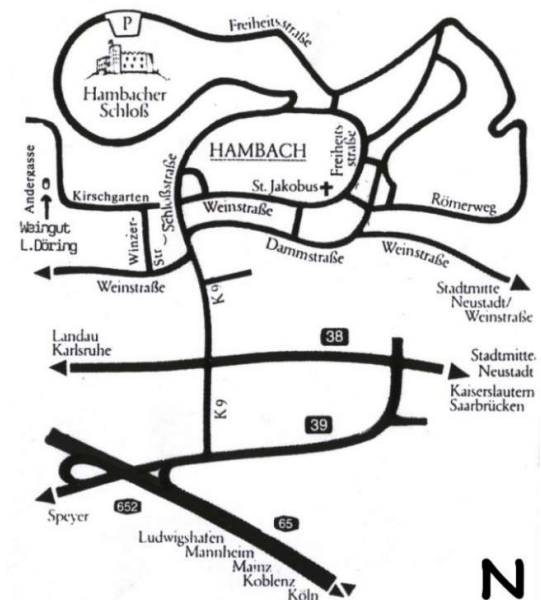 P
Freiheitsstraße
Hambacher
Schloß
HAMBACH
Freiheits
straße
St. Jakobus
Andergasse
Kirschgarten
Schloßstraße
Weinstraße
Römerweg
Weingut
L.Döring
Winzer-
Str
Dammstraße
Weinstraße
Weinstraße
Stadtmitte
Neustadt/
Weinstraße
K 9
Landau
Karlsruhe
38
Stadtmitte
Neustadt
Kaiserslautern
Saarbrücken
K 9
39
Speyer
652
65
Ludwigshafen
Mannheim
Mainz
Koblenz
Köln
N